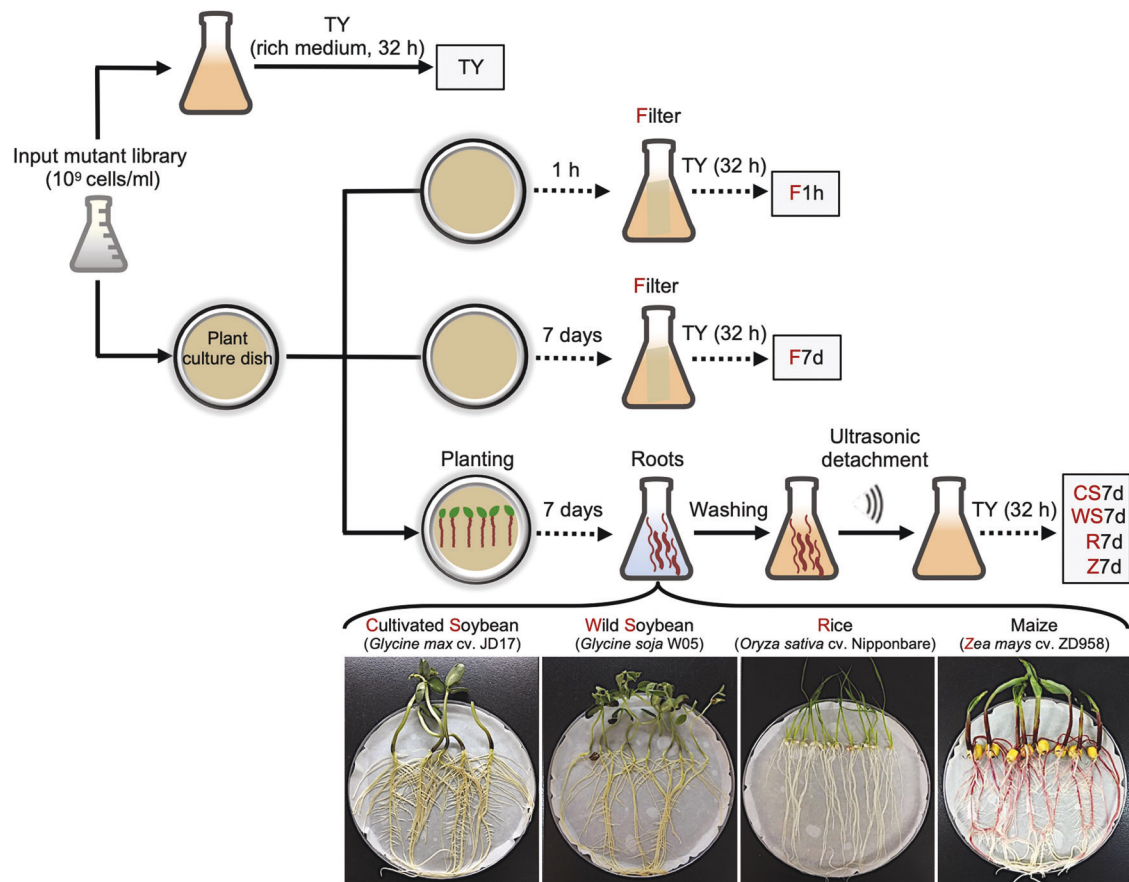 TY
(rich medium, 32 h)
TY
Input mutant library
(10⁹ cells/ml)
Filter
1 h
TY (32 h)
F1h
Plant
culture dish
Filter
7 days
TY (32 h)
F7d
Planting
7 days
Roots
Washing
Ultrasonic
detachment
TY (32 h)
CS7d
WS7d
R7d
Z7d
Cultivated Soybean
(Glycine max cv. JD17)
Wild Soybean
(Glycine soja W05)
Rice
(Oryza sativa cv. Nipponbare)
Maize
(Zea mays cv. ZD958)